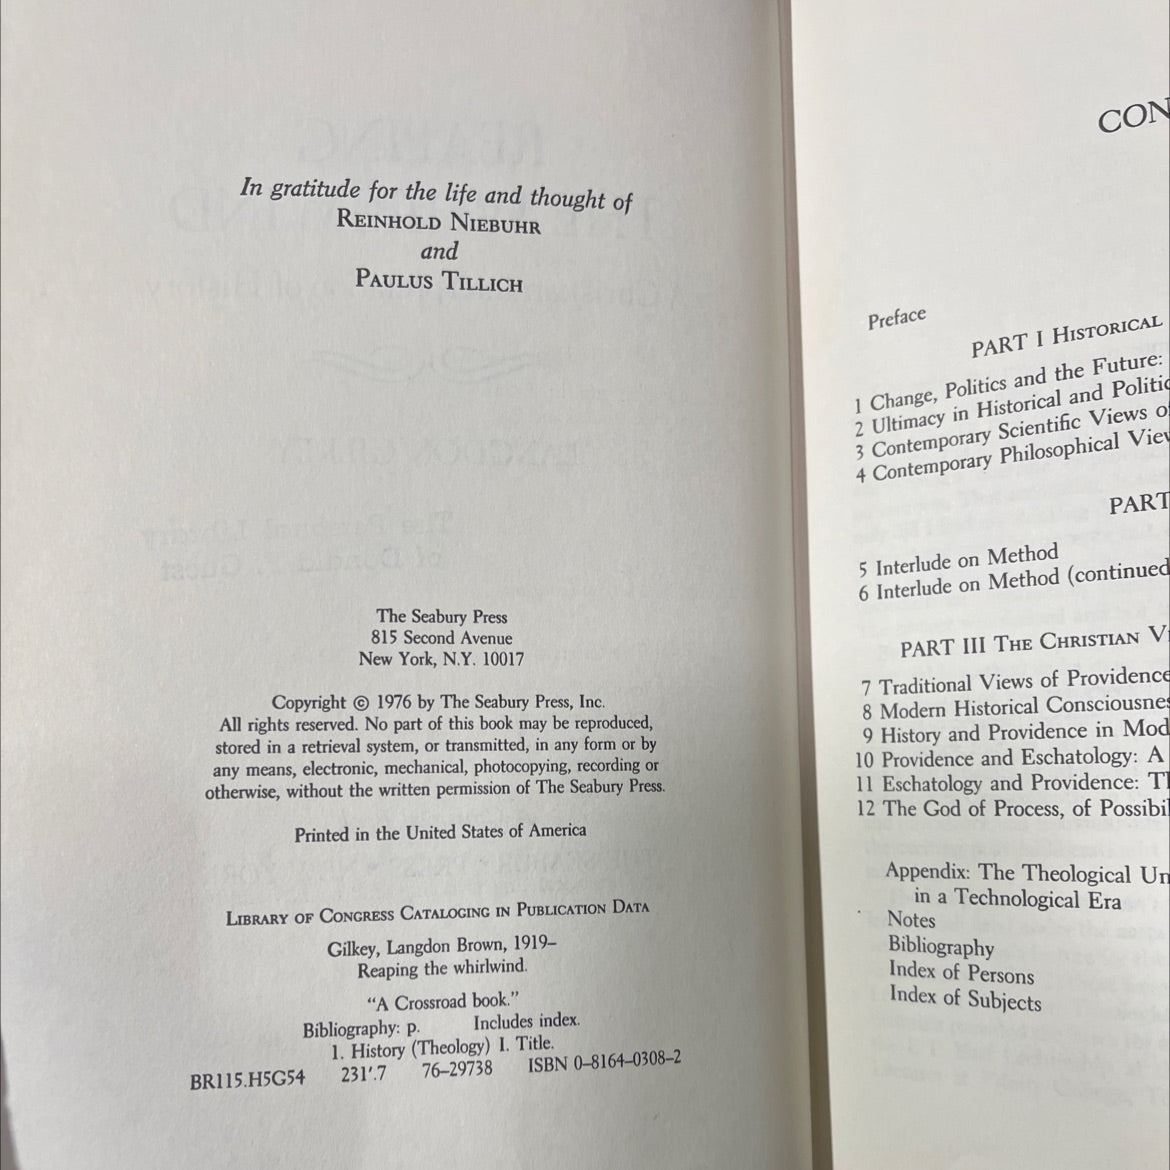 In gratitude for the life and thought of
REINHOLD NIEBUHR
and
PAULUS TILLICH
The Seabury Press
815 Second Avenue
New York, N.Y. 10017
Copyright © 1976 by The Seabury Press, Inc.
All rights reserved. No part of this book may be reproduced,
stored in a retrieval system, or transmitted, in any form or by
any means, electronic, mechanical, photocopying, recording or
otherwise, without the written permission of The Seabury Press.
Printed in the United States of America
LIBRARY OF CONGRESS CATALOGING IN PUBLICATION DATA
Gilkey, Langdon Brown, 1919–
Reaping the whirlwind.
“A Crossroad book.”
Bibliography: p. Includes index.
1. History (Theology) I. Title.
BR115.H5G54 231'.7 76–29738 ISBN 0–8164–0308–2
CON
Preface
PART I HISTORICAL
1 Change, Politics and the Future:
2 Ultimacy in Historical and Politic
3 Contemporary Scientific Views o
4 Contemporary Philosophical View
PART
5 Interlude on Method
6 Interlude on Method (continued
PART III THE CHRISTIAN V
7 Traditional Views of Providence
8 Modern Historical Consciousnes
9 History and Providence in Mod
10 Providence and Eschatology: A
11 Eschatology and Providence: Tl
12 The God of Process, of Possibil
Appendix: The Theological Un
in a Technological Era
Notes
Bibliography
Index of Persons
Index of Subjects